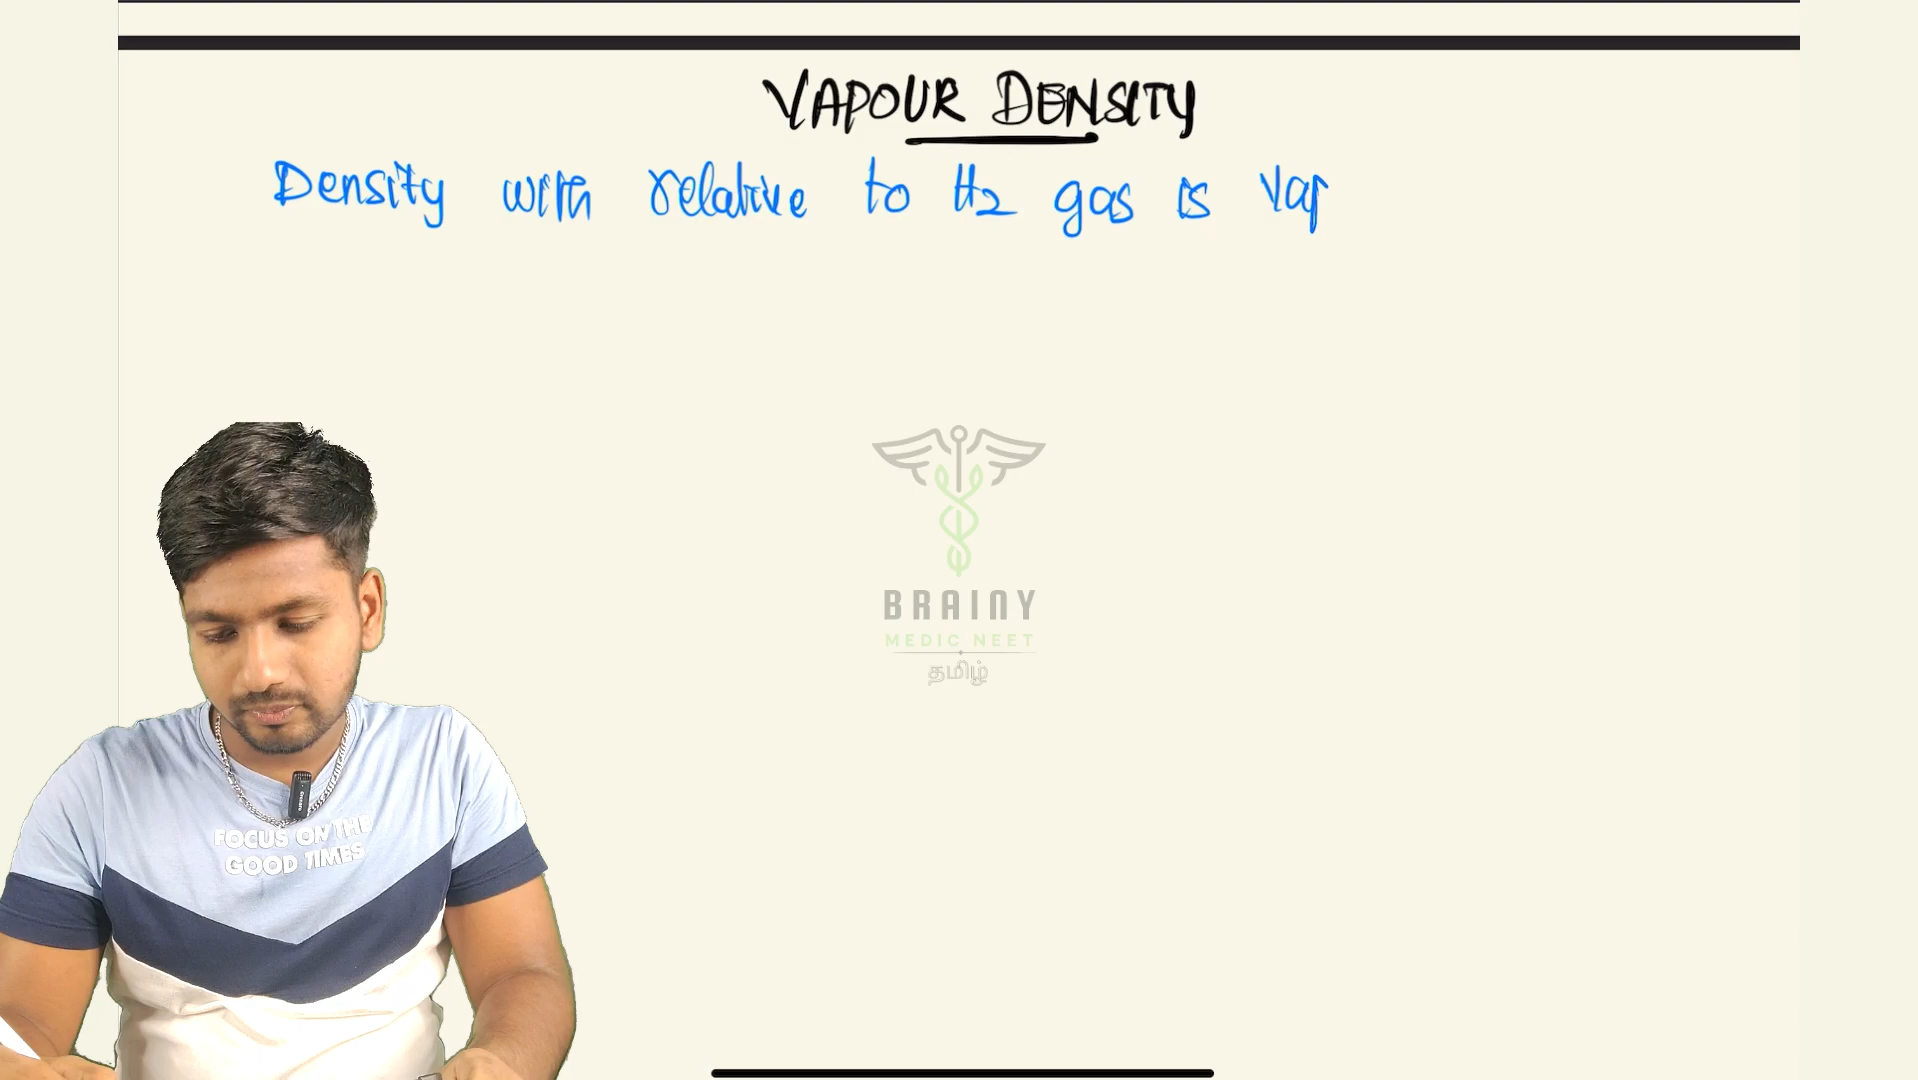 VAPOUR DENSITY
Density with relative to H2 gas is Vap
BRAINY
MEDIC NEET
தமிழ்
FOCUS ON THE
GOOD TIMES